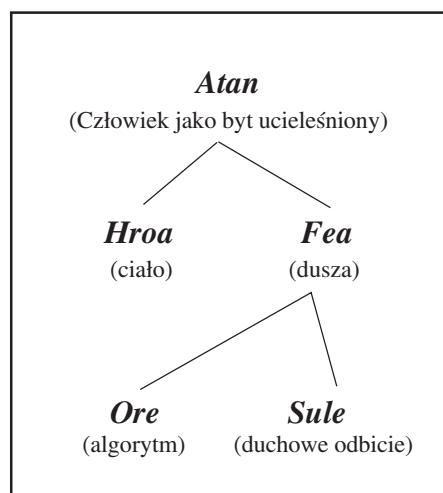 Atan
(Człowiek jako byt ucieleśniony)
Hroa Fea
(ciało) (dusza)
Ore Sule
(algorytm) (duchowe odbicie)